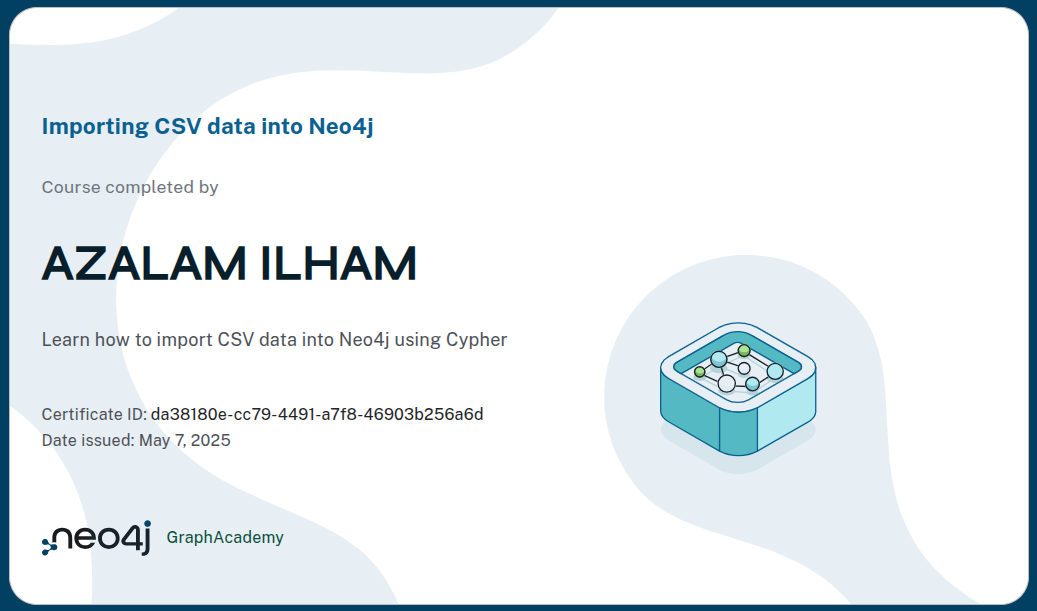 Importing CSV data into Neo4j
Course completed by
AZALAM ILHAM
Learn how to import CSV data into Neo4j using Cypher
Certificate ID: da38180e-cc79-4491-a7f8-46903b256a6d
Date issued: May 7, 2025
neo4j GraphAcademy